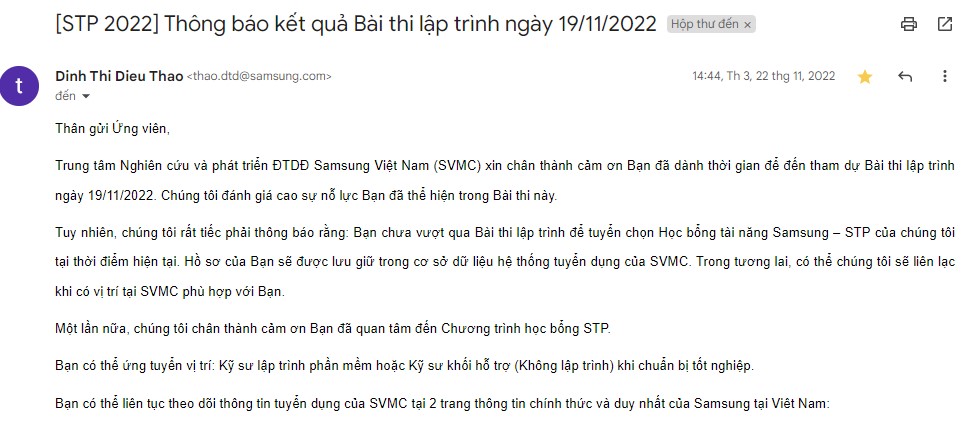 [STP 2022] Thông báo kết quả Bài thi lập trình ngày 19/11/2022 Hộp thư đến ×
t
Dinh Thi Dieu Thao <thao.dtd@samsung.com>
14:44, Th 3, 22 thg 11, 2022
đến
Thân gửi Ứng viên,
Trung tâm Nghiên cứu và phát triển ĐTDĐ Samsung Việt Nam (SVMC) xin chân thành cảm ơn Bạn đã dành thời gian để đến tham dự Bài thi lập trình
ngày 19/11/2022. Chúng tôi đánh giá cao sự nỗ lực Bạn đã thể hiện trong Bài thi này.
Tuy nhiên, chúng tôi rất tiếc phải thông báo rằng: Bạn chưa vượt qua Bài thi lập trình để tuyển chọn Học bổng tài năng Samsung – STP của chúng tôi
tại thời điểm hiện tại. Hồ sơ của Bạn sẽ được lưu giữ trong cơ sở dữ liệu hệ thống tuyển dụng của SVMC. Trong tương lai, có thể chúng tôi sẽ liên lạc
khi có vị trí tại SVMC phù hợp với Bạn.
Một lần nữa, chúng tôi chân thành cảm ơn Bạn đã quan tâm đến Chương trình học bổng STP.
Bạn có thể ứng tuyển vị trí: Kỹ sư lập trình phần mềm hoặc Kỹ sư khối hỗ trợ (Không lập trình) khi chuẩn bị tốt nghiệp.
Bạn có thể liên tục theo dõi thông tin tuyển dụng của SVMC tại 2 trang thông tin chính thức và duy nhất của Samsung tại Việt Nam: